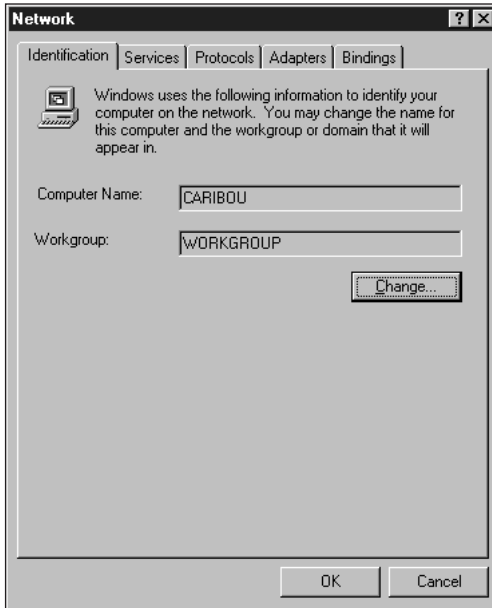 Network
Identification Services Protocols Adapters Bindings
Windows uses the following information to identify your
computer on the network. You may change the name for
this computer and the workgroup or domain that it will
appear in.
Computer Name: CARIBOU
Workgroup: WORKGROUP
Change...
OK Cancel